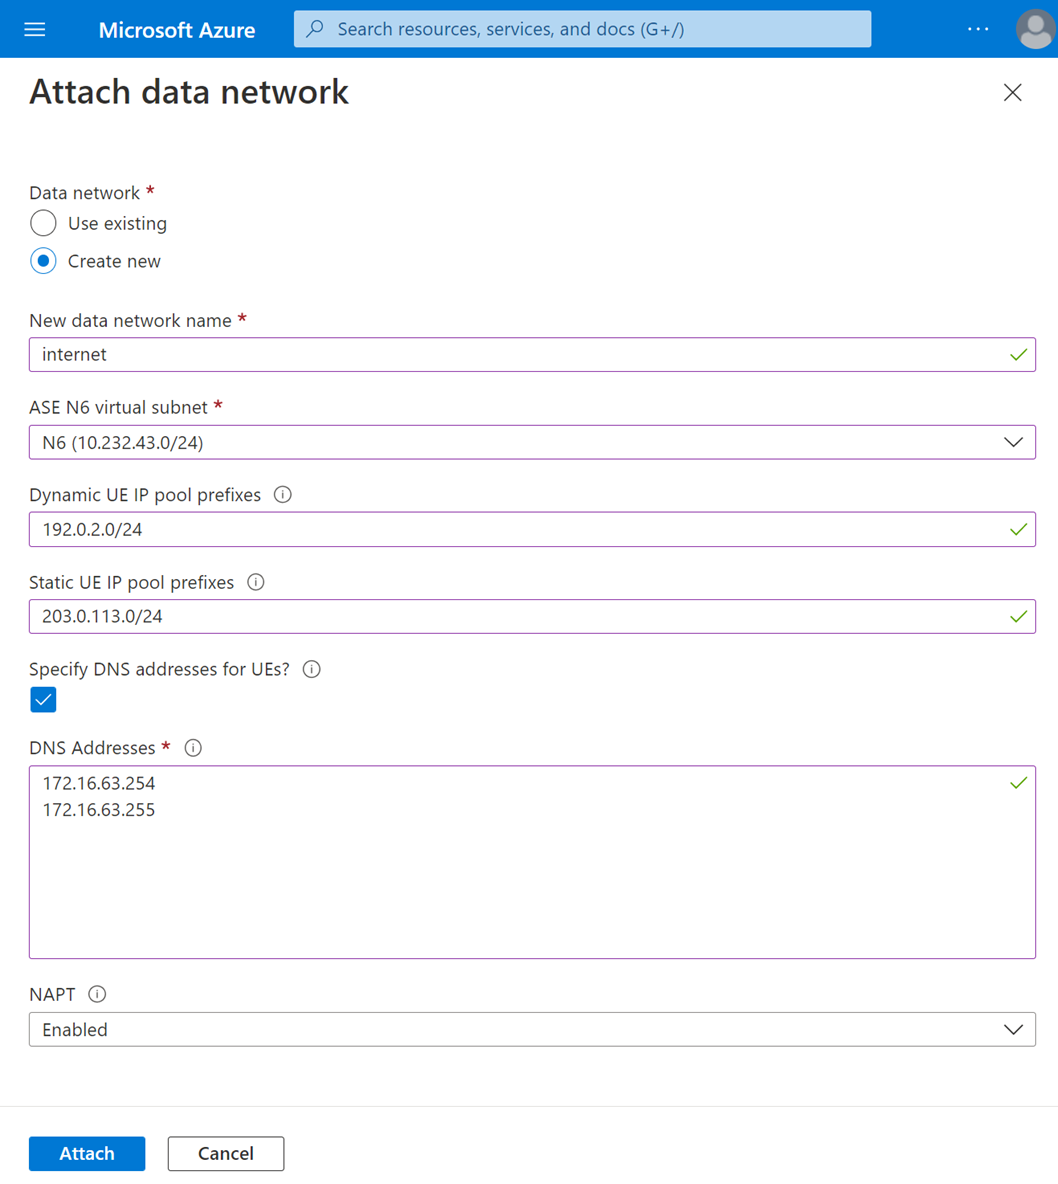 Microsoft Azure
Search resources, services, and docs (G+/)
Attach data network
Data network *
Use existing
Create new
New data network name *
internet
ASE N6 virtual subnet *
N6 (10.232.43.0/24)
Dynamic UE IP pool prefixes
192.0.2.0/24
Static UE IP pool prefixes
203.0.113.0/24
Specify DNS addresses for UEs?
DNS Addresses *
172.16.63.254
172.16.63.255
NAPT
Enabled
Attach
Cancel